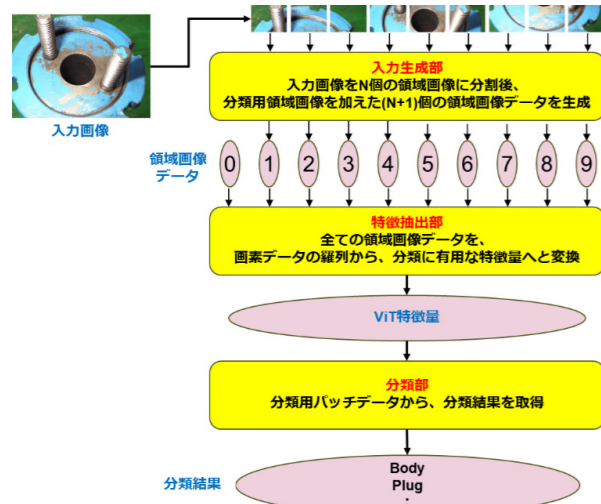 入力画像
入力生成部
入力画像をN個の領域画像に分割後、
分類用領域画像を加えた(N+1)個の領域画像データを生成
領域画像
データ
0 1 2 3 4 5 6 7 8 9
特徴抽出部
全ての領域画像データを、
画素データの羅列から、分類に有用な特徴量へと変換
ViT特徴量
分類部
分類用パッチデータから、分類結果を取得
分類結果
Body
Plug